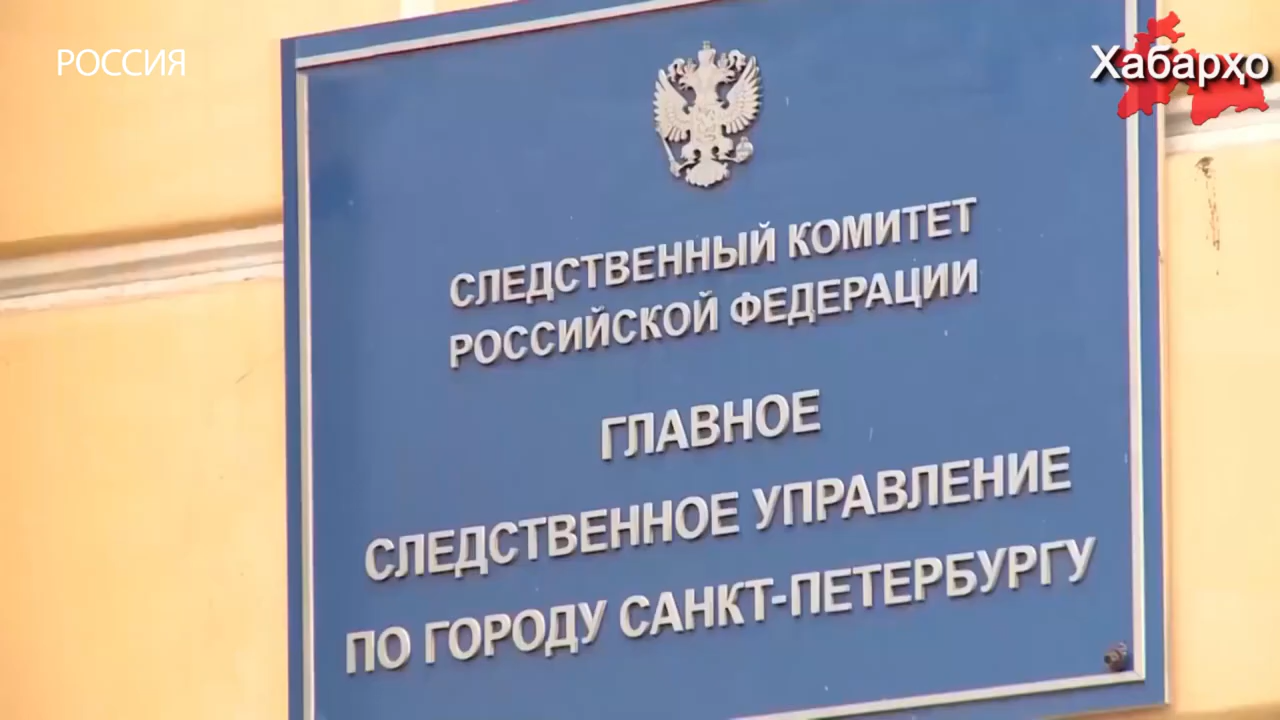 РОССИЯ
Хабарҳо
СЛЕДСТВЕННЫЙ КОМИТЕТ
РОССИЙСКОЙ ФЕДЕРАЦИИ
ГЛАВНОЕ
СЛЕДСТВЕННОЕ УПРАВЛЕНИЕ
ПО ГОРОДУ САНКТ-ПЕТЕРБУРГУ